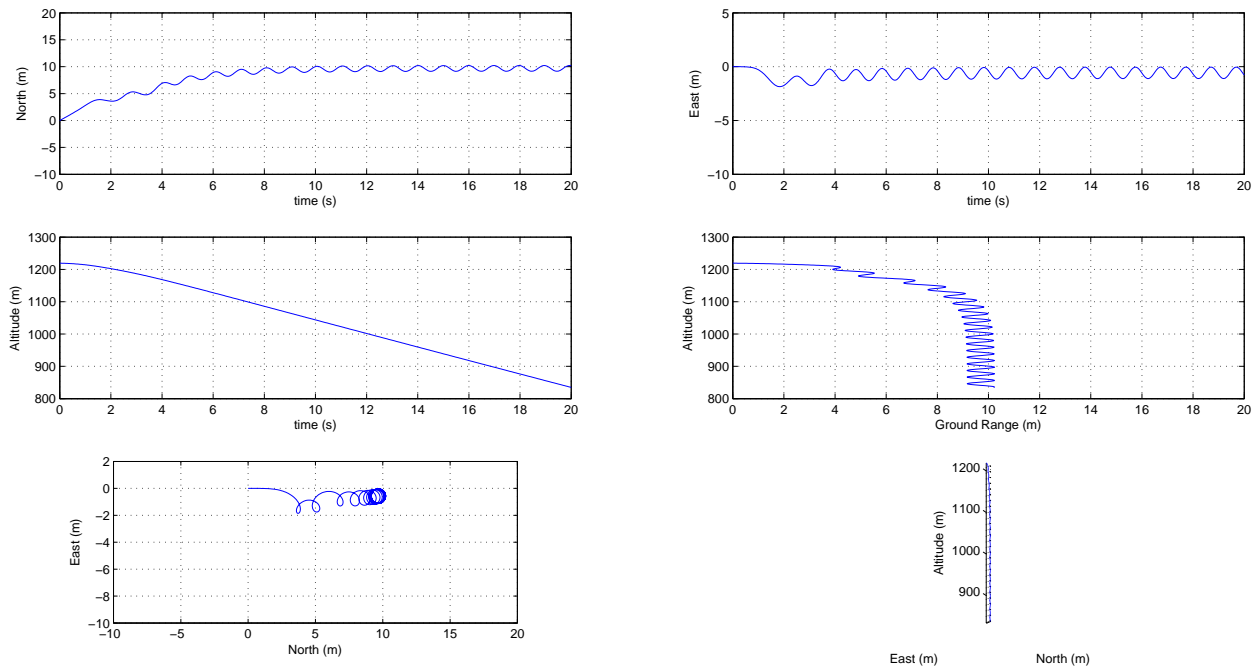 20
15
10
5
0
−5
−10
North (m)
0 2 4 6 8 10 12 14 16 18 20
time (s)
5
0
−5
−10
East (m)
0 2 4 6 8 10 12 14 16 18 20
time (s)
1300
1200
1100
1000
900
800
Altitude (m)
0 2 4 6 8 10 12 14 16 18 20
time (s)
1300
1200
1100
1000
900
800
Altitude (m)
0 2 4 6 8 10 12 14 16 18 20
Ground Range (m)
2
0
−2
−4
−6
−8
−10
East (m)
−10 −5 0 5 10 15 20
North (m)
1200
1100
1000
900
Altitude (m)
East (m)
North (m)